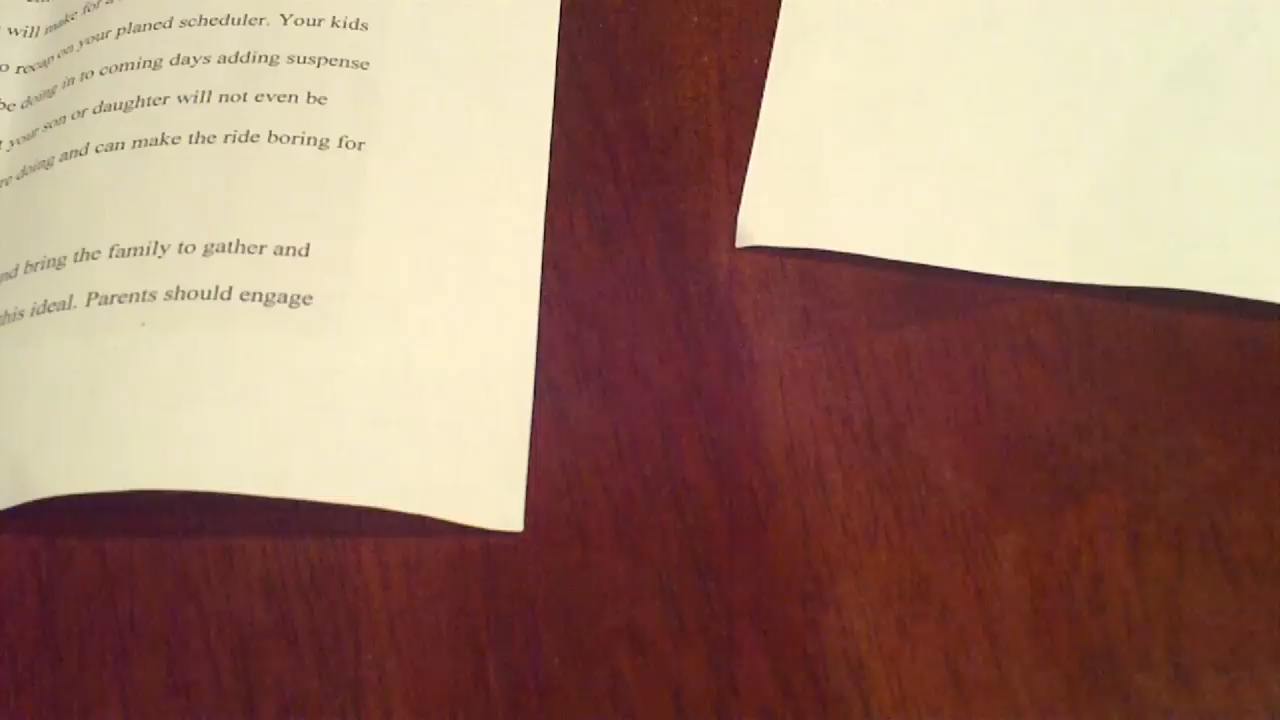 will make for a
recap on your planed scheduler. Your kids
be doing in to coming days adding suspense
your son or daughter will not even be
doing and can make the ride boring for
bring the family to gather and
this ideal. Parents should engage